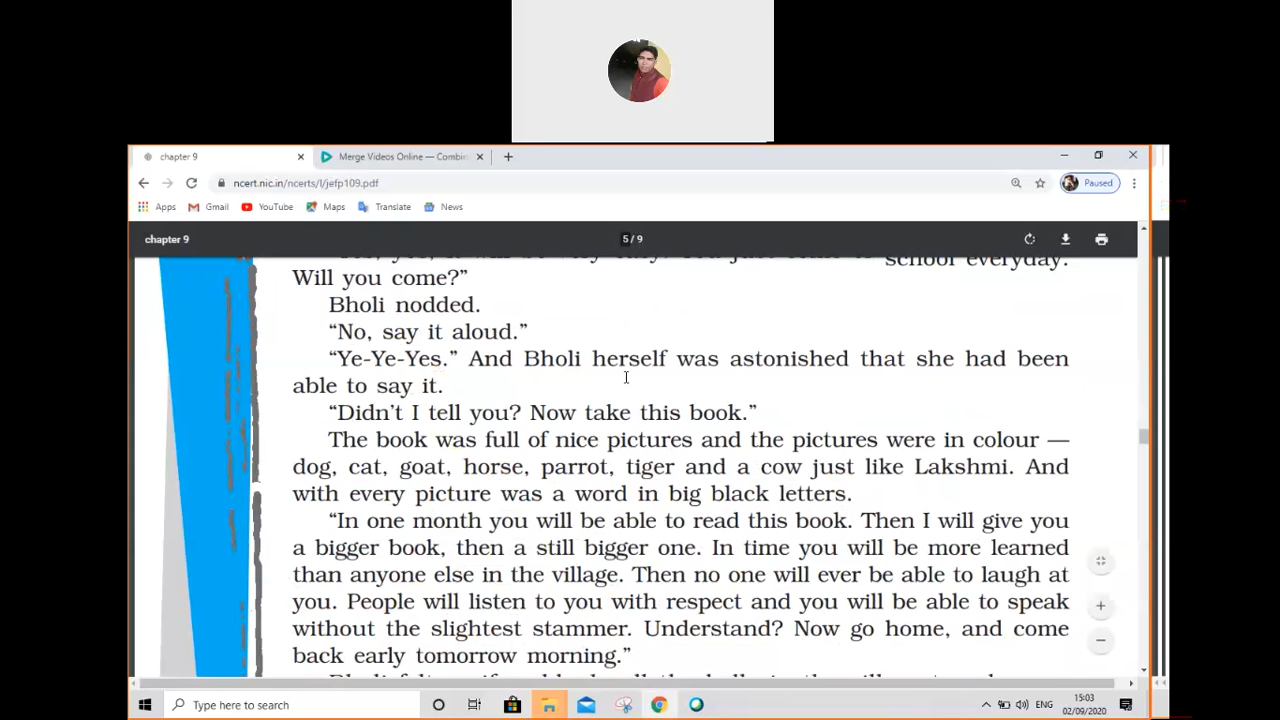 chapter 9
Merge Videos Online — Combin
Paused
ncert.nic.in/ncerts/l/jefp109.pdf
Apps Gmail YouTube Maps Translate News
chapter 9 5 / 9
school everyday.
Will you come?”
Bholi nodded.
“No, say it aloud.”
“Ye-Ye-Yes.” And Bholi herself was astonished that she had been
able to say it.
“Didn’t I tell you? Now take this book.”
The book was full of nice pictures and the pictures were in colour —
dog, cat, goat, horse, parrot, tiger and a cow just like Lakshmi. And
with every picture was a word in big black letters.
“In one month you will be able to read this book. Then I will give you
a bigger book, then a still bigger one. In time you will be more learned
than anyone else in the village. Then no one will ever be able to laugh at
you. People will listen to you with respect and you will be able to speak
without the slightest stammer. Understand? Now go home, and come
back early tomorrow morning.”
Type here to search
ENG
15:03
02/09/2020